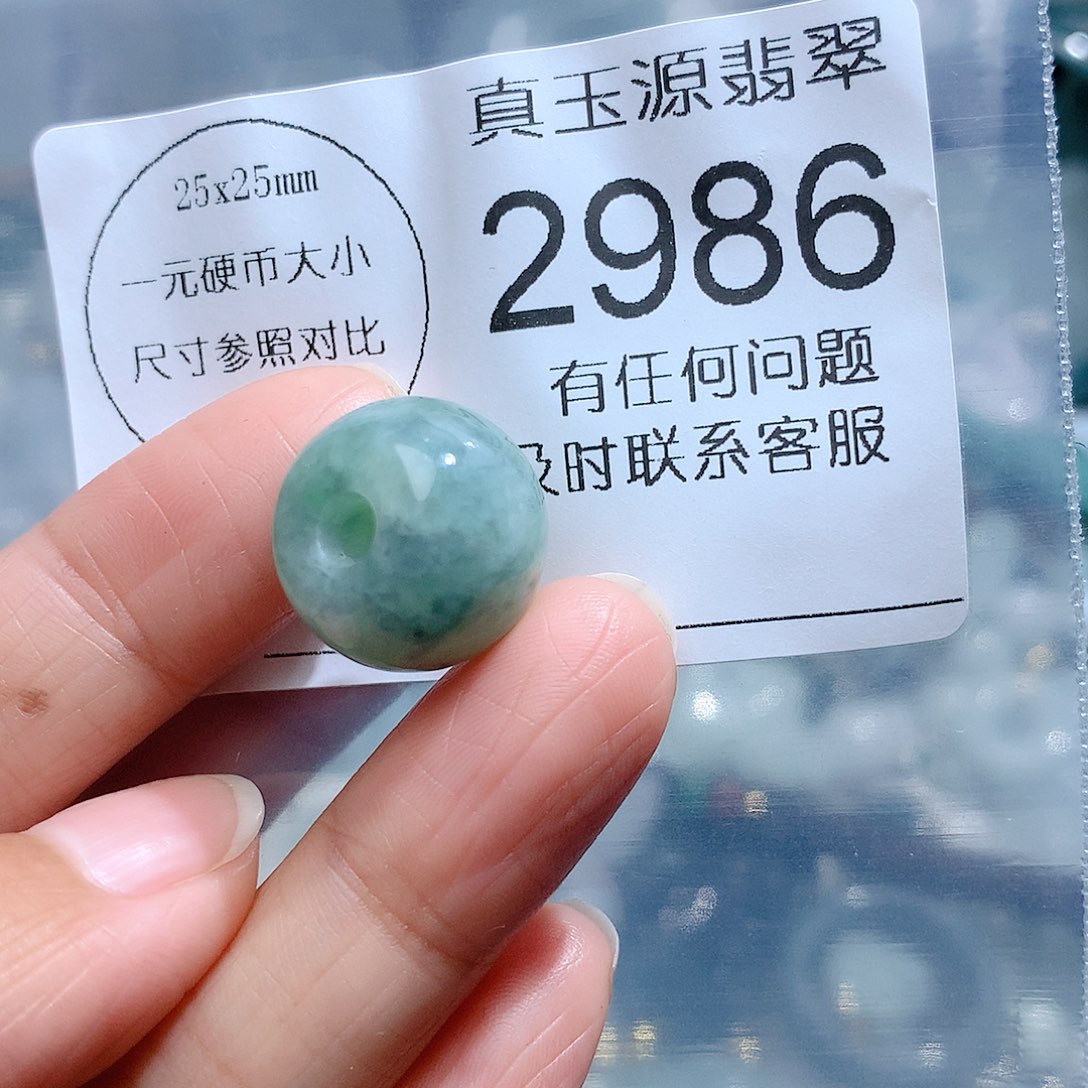 真玉源翡翠
25x25mm
2986
一元硬币大小
尺寸参照对比
有任何问题
及时联系客服